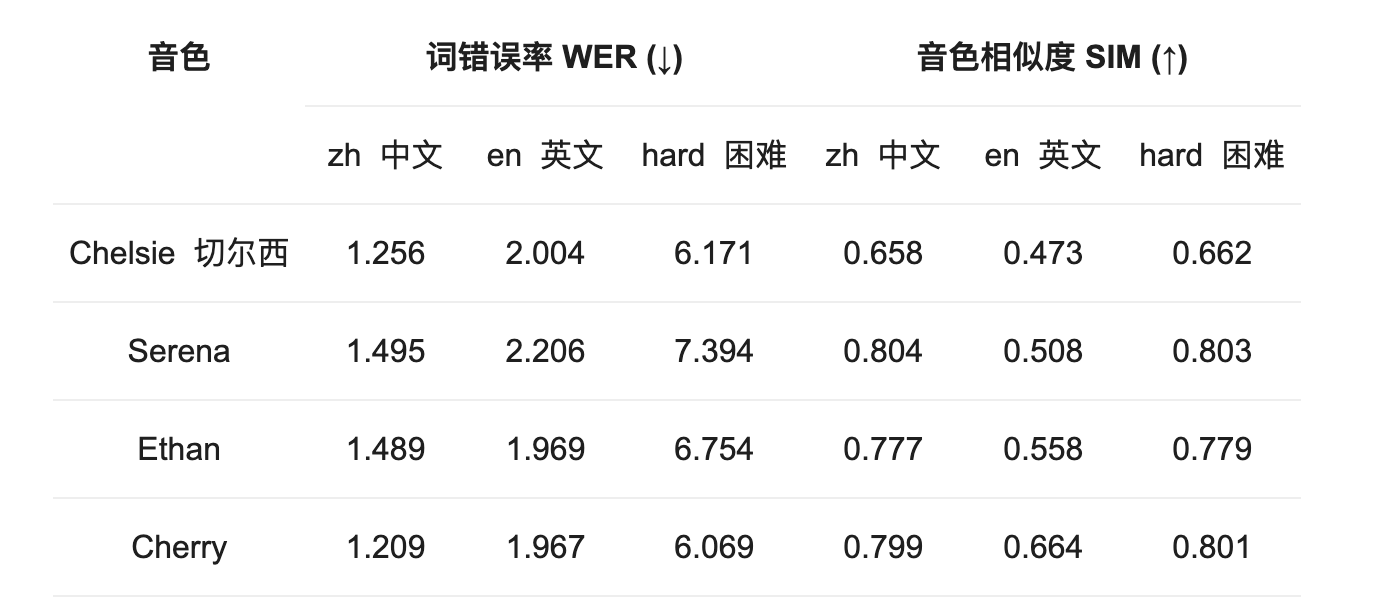 音色 词错误率 WER (↓) 音色相似度 SIM (↑)
zh 中文 en 英文 hard 困难 zh 中文 en 英文 hard 困难
Chelsie 切尔西 1.256 2.004 6.171 0.658 0.473 0.662
Serena 1.495 2.206 7.394 0.804 0.508 0.803
Ethan 1.489 1.969 6.754 0.777 0.558 0.779
Cherry 1.209 1.967 6.069 0.799 0.664 0.801